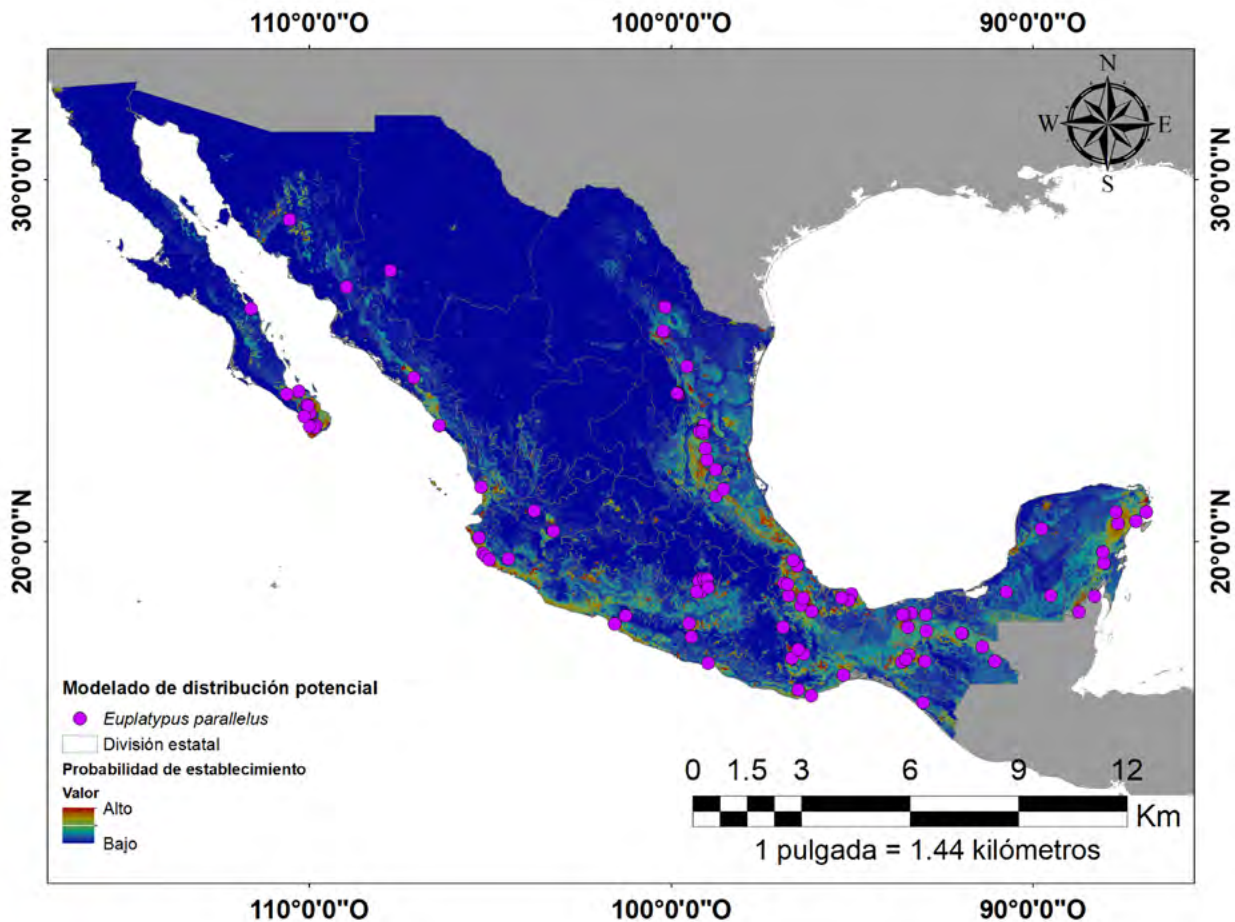 110°0'0"O 100°0'0"O 90°0'0"O
N
W E
S
30°0'0"N 30°0'0"N
20°0'0"N 20°0'0"N
Modelado de distribución potencial
Euplatypus parallelus
División estatal
Probabilidad de establecimiento
Valor
Alto
Bajo
0 1.5 3 6 9 12
Km
1 pulgada = 1.44 kilómetros
110°0'0"O 100°0'0"O 90°0'0"O